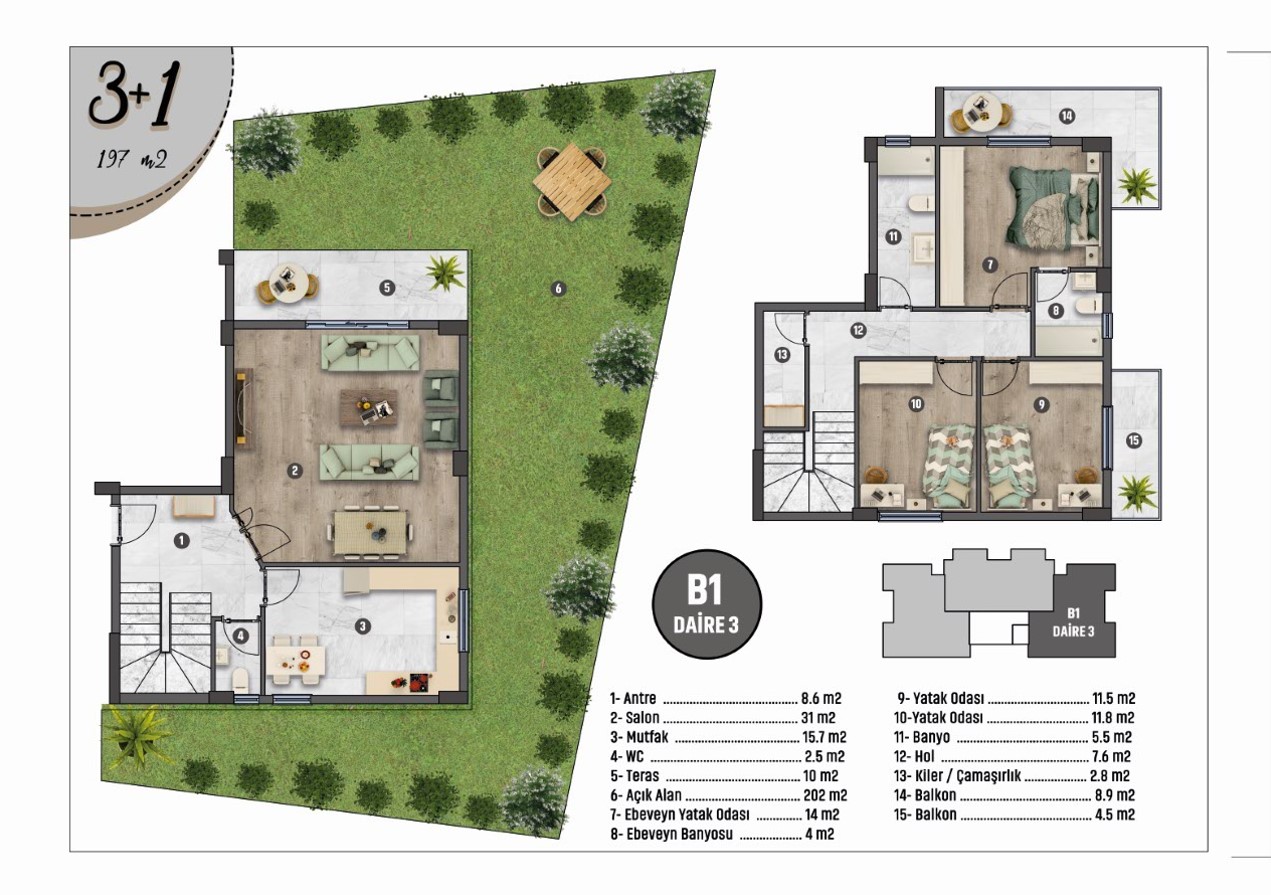 3+1
197 m2
14
11
7
5
6
8
12
13
10
9
2
15
1
4
3
B1
DAİRE 3
B1
DAİRE 3
1- Antre ........................ 8.6 m2
2- Salon ........................ 31 m2
3- Mutfak ........................ 15.7 m2
4- WC ........................ 2.5 m2
5- Teras ........................ 10 m2
6- Açık Alan ........................ 202 m2
7- Ebeveyn Yatak Odası ............ 14 m2
8- Ebeveyn Banyosu ................ 4 m2
9- Yatak Odası ........................ 11.5 m2
10-Yatak Odası ........................ 11.8 m2
11- Banyo ........................ 5.5 m2
12- Hol ........................ 7.6 m2
13- Kiler / Çamaşırlık ................ 2.8 m2
14- Balkon ........................ 8.9 m2
15- Balkon ........................ 4.5 m2